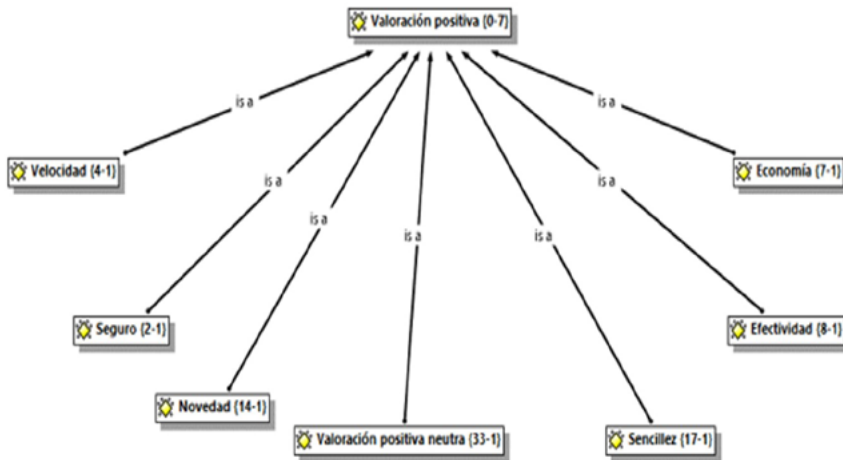 Valoración positiva {0-7}
is a
Velocidad {4-1}
Economía {7-1}
is a
is a
is a
is a
is a
is a
Seguro {2-1}
Efectividad {8-1}
Novedad {14-1}
Valoración positiva neutra {33-1}
Sencillez {17-1}